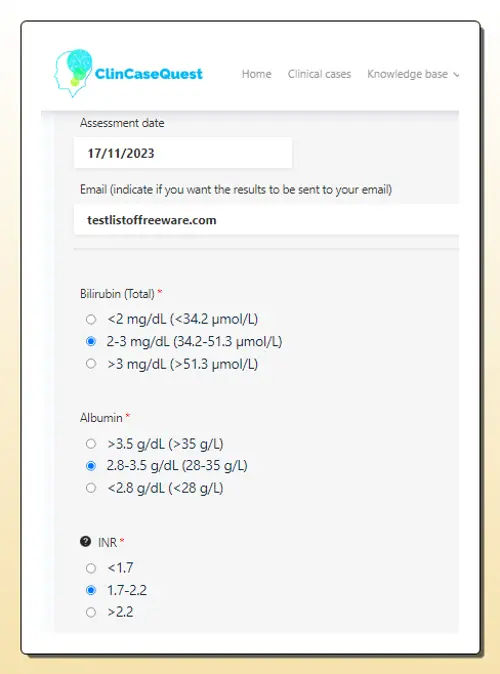 ClinCaseQuest Home Clinical cases Knowledge base
Assessment date
17/11/2023
Email (indicate if you want the results to be sent to your email)
testlistoffreeware.com
Bilirubin (Total) *
<2 mg/dL (<34.2 µmol/L)
2-3 mg/dL (34.2-51.3 µmol/L)
>3 mg/dL (>51.3 µmol/L)
Albumin *
>3.5 g/dL (>35 g/L)
2.8-3.5 g/dL (28-35 g/L)
<2.8 g/dL (<28 g/L)
? INR *
<1.7
1.7-2.2
>2.2